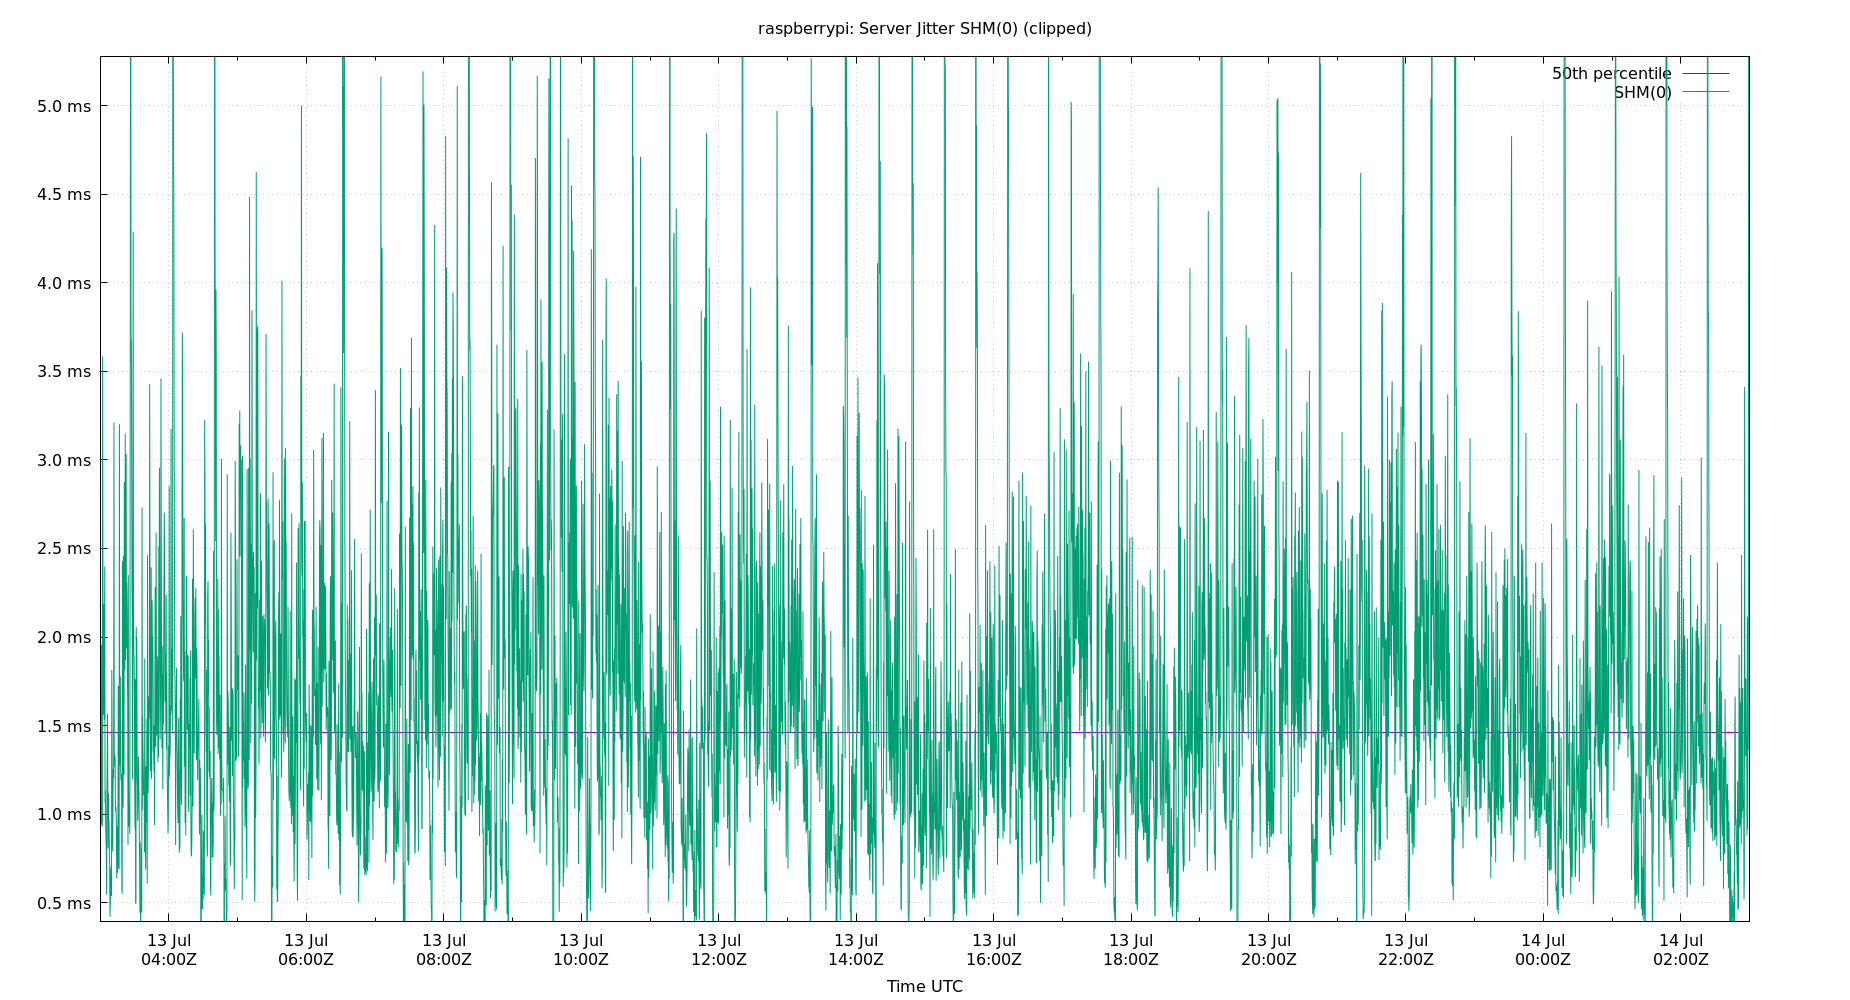 raspberrypi: Server Jitter SHM(0) (clipped)
50th percentile
SHM(0)
5.0 ms
4.5 ms
4.0 ms
3.5 ms
3.0 ms
2.5 ms
2.0 ms
1.5 ms
1.0 ms
0.5 ms
13 Jul 13 Jul 13 Jul 13 Jul 13 Jul 13 Jul 13 Jul 13 Jul 13 Jul 13 Jul 14 Jul 14 Jul
04:00Z 06:00Z 08:00Z 10:00Z 12:00Z 14:00Z 16:00Z 18:00Z 20:00Z 22:00Z 00:00Z 02:00Z
Time UTC